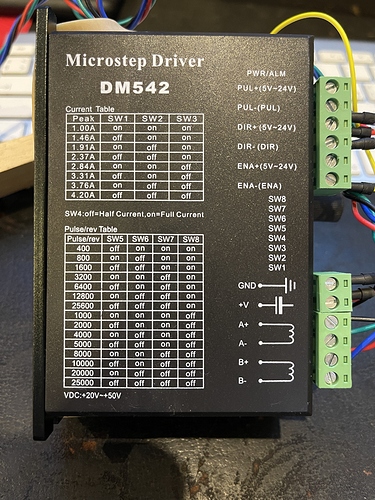 Microstep Driver
DM542
Current Table
Peak SW1 SW2 SW3
1.00A on on on
1.46A off on on
1.91A on off on
2.37A off off on
2.84A on on off
3.31A off on off
3.76A on off off
4.20A off off off
SW4:off=Half Current,on=Full Current
Pulse/rev Table
Pulse/rev SW5 SW6 SW7 SW8
400 off on on on
800 on off on on
1600 off off on on
3200 on on off on
6400 off on off on
12800 on off off on
25600 off off off on
1000 on on on off
2000 off on on off
4000 on off on off
5000 off off on off
8000 on on off off
10000 off on off off
20000 on off off off
25000 off off off off
VDC:+20V~+50V
PWR/ALM
PUL+(5V~24V)
PUL-(PUL)
DIR+(5V~24V)
DIR-(DIR)
ENA+(5V~24V)
ENA-(ENA)
SW8
SW7
SW6
SW5
SW4
SW3
SW2
SW1
GND
+V
A+
A-
B+
B-